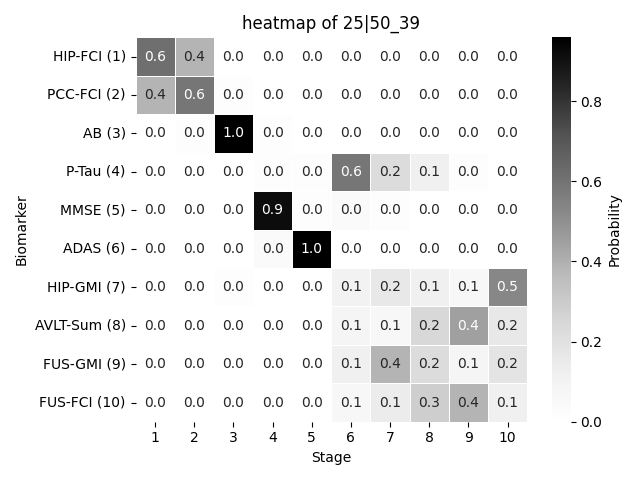 heatmap of 25|50_39
HIP-FCI (1) 0.6 0.4 0.0 0.0 0.0 0.0 0.0 0.0 0.0 0.0
PCC-FCI (2) 0.4 0.6 0.0 0.0 0.0 0.0 0.0 0.0 0.0 0.0
AB (3) 0.0 0.0 1.0 0.0 0.0 0.0 0.0 0.0 0.0 0.0
P-Tau (4) 0.0 0.0 0.0 0.0 0.0 0.6 0.2 0.1 0.0 0.0
MMSE (5) 0.0 0.0 0.0 0.9 0.0 0.0 0.0 0.0 0.0 0.0
ADAS (6) 0.0 0.0 0.0 0.0 1.0 0.0 0.0 0.0 0.0 0.0
HIP-GMI (7) 0.0 0.0 0.0 0.0 0.0 0.1 0.2 0.1 0.1 0.5
AVLT-Sum (8) 0.0 0.0 0.0 0.0 0.0 0.1 0.1 0.2 0.4 0.2
FUS-GMI (9) 0.0 0.0 0.0 0.0 0.0 0.1 0.4 0.2 0.1 0.2
FUS-FCI (10) 0.0 0.0 0.0 0.0 0.0 0.1 0.1 0.3 0.4 0.1
1 2 3 4 5 6 7 8 9 10
Stage
Biomarker
0.8
0.6
0.4
0.2
0.0
Probability